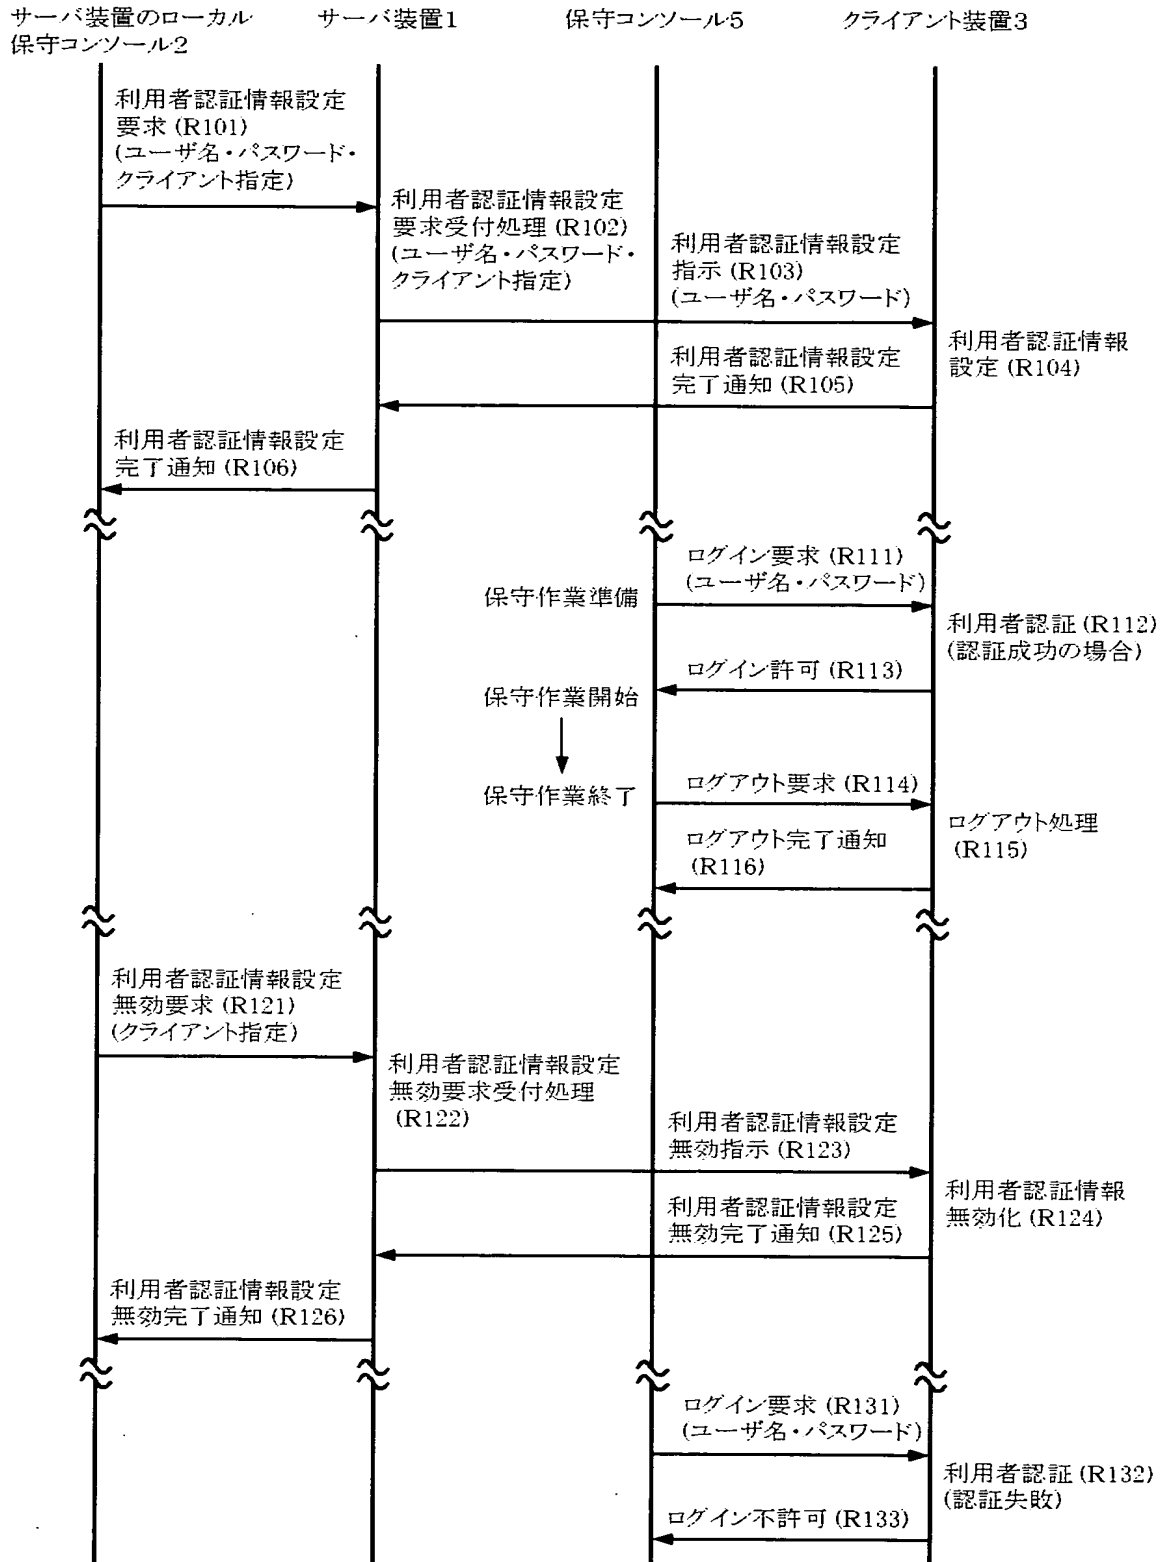 サーバ装置のローカル
保守コンソール2
サーバ装置1
保守コンソール5
クライアント装置3
利用者認証情報設定
要求 (R101)
(ユーザ名・パスワード・
クライアント指定)
利用者認証情報設定
要求受付処理 (R102)
(ユーザ名・パスワード・
クライアント指定)
利用者認証情報設定
指示 (R103)
(ユーザ名・パスワード)
利用者認証情報
設定 (R104)
利用者認証情報設定
完了通知 (R105)
利用者認証情報設定
完了通知 (R106)
ログイン要求 (R111)
(ユーザ名・パスワード)
保守作業準備
利用者認証 (R112)
(認証成功の場合)
ログイン許可 (R113)
保守作業開始
保守作業終了
ログアウト要求 (R114)
ログアウト処理
(R115)
ログアウト完了通知
(R116)
利用者認証情報設定
無効要求 (R121)
(クライアント指定)
利用者認証情報設定
無効要求受付処理
(R122)
利用者認証情報設定
無効指示 (R123)
利用者認証情報
無効化 (R124)
利用者認証情報設定
無効完了通知 (R125)
利用者認証情報設定
無効完了通知 (R126)
ログイン要求 (R131)
(ユーザ名・パスワード)
利用者認証 (R132)
(認証失敗)
ログイン不許可 (R133)